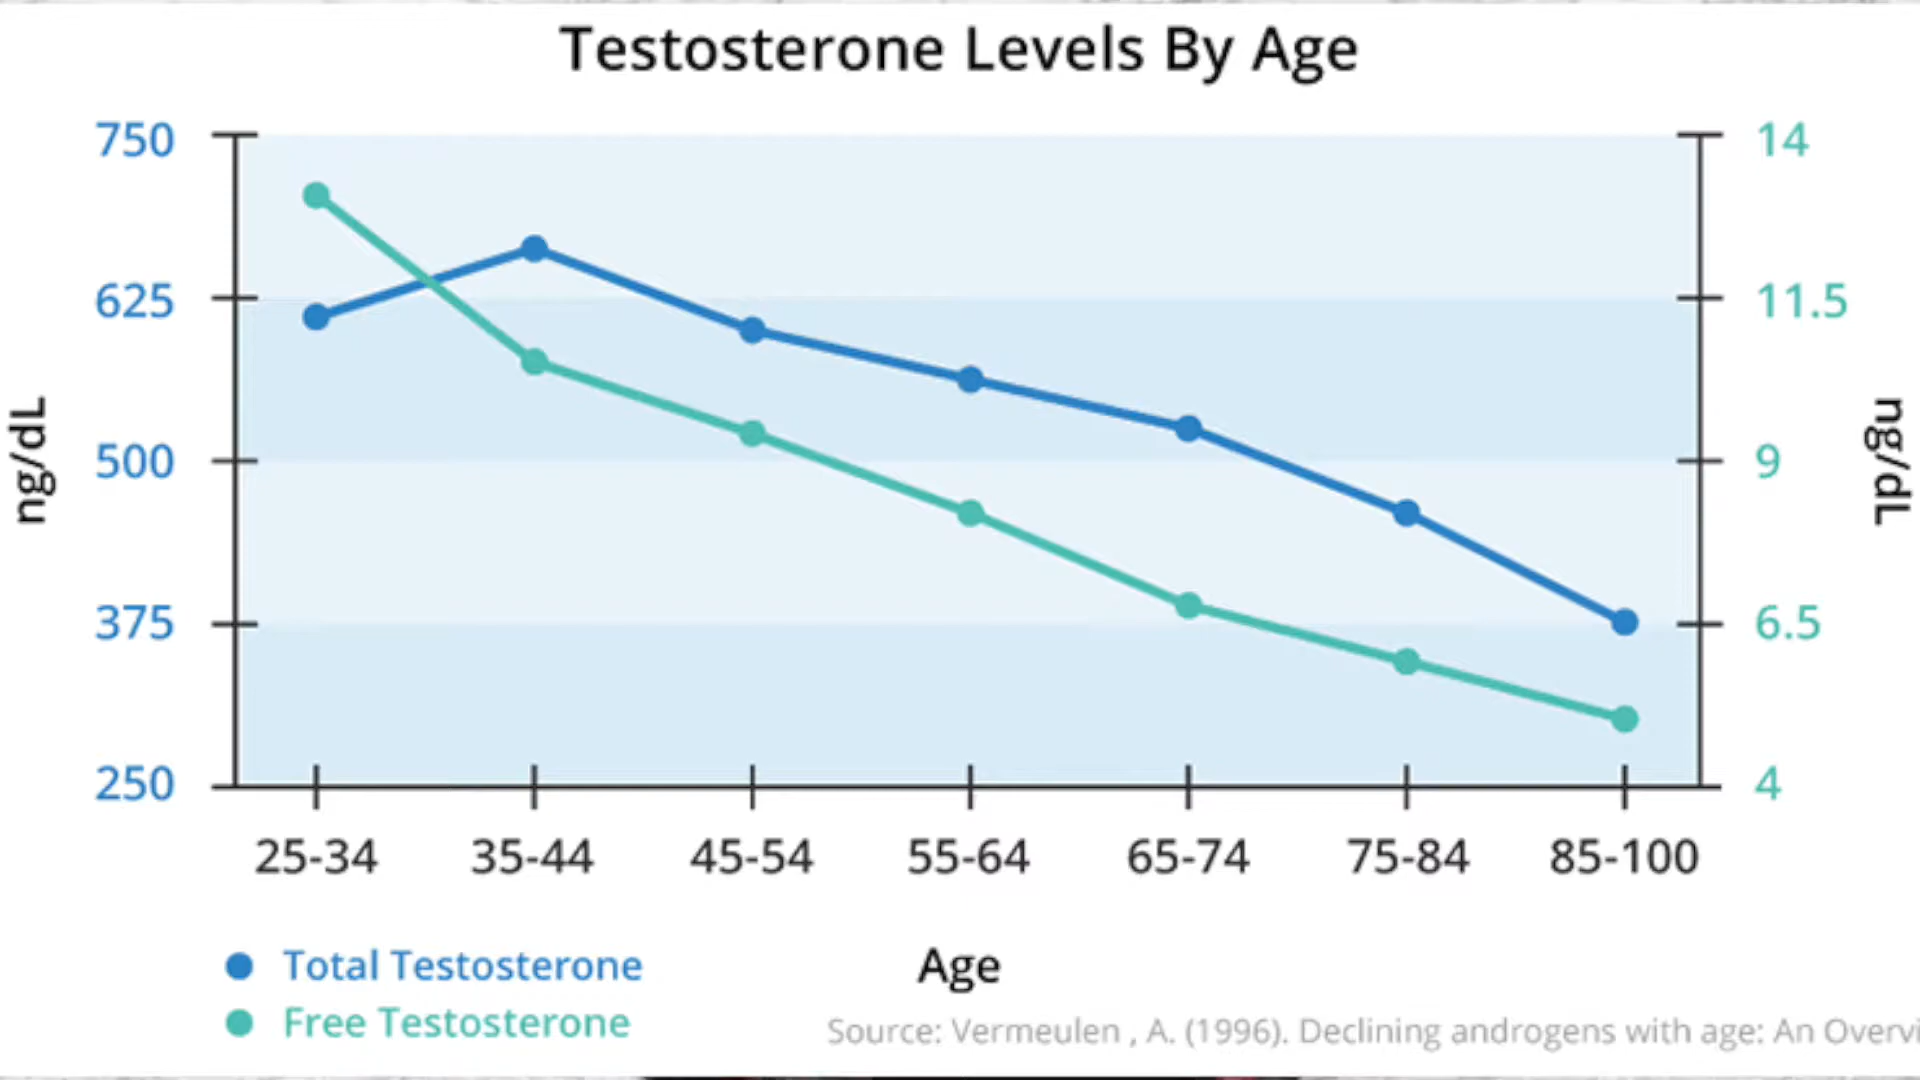 Testosterone Levels By Age
750
625
500
375
250
ng/dL
14
11.5
9
6.5
4
ng/dL
25-34 35-44 45-54 55-64 65-74 75-84 85-100
Age
Total Testosterone
Free Testosterone
Source: Vermeulen , A. (1996). Declining androgens with age: An Overvi